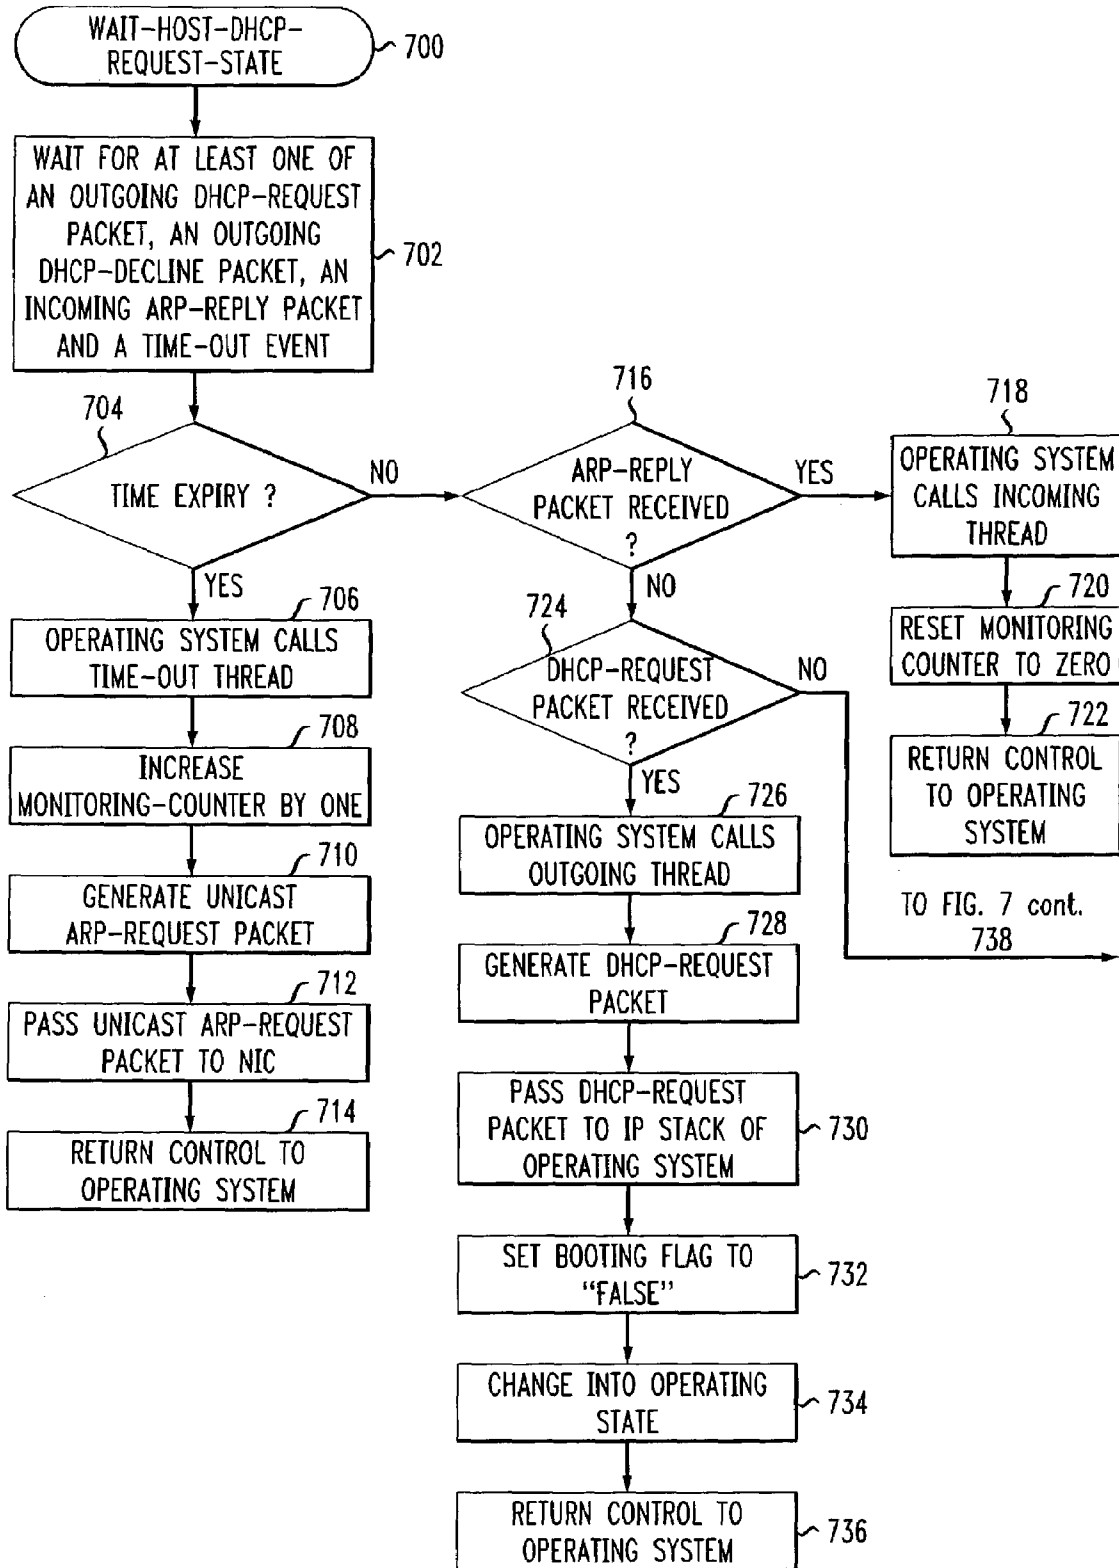 WAIT-HOST-DHCP-
REQUEST-STATE
700
WAIT FOR AT LEAST ONE OF
AN OUTGOING DHCP-REQUEST
PACKET, AN OUTGOING
DHCP-DECLINE PACKET, AN
INCOMING ARP-REPLY PACKET
AND A TIME-OUT EVENT
702
704
TIME EXPIRY ?
NO
YES
706
OPERATING SYSTEM CALLS
TIME-OUT THREAD
708
INCREASE
MONITORING-COUNTER BY ONE
710
GENERATE UNICAST
ARP-REQUEST PACKET
712
PASS UNICAST ARP-REQUEST
PACKET TO NIC
714
RETURN CONTROL TO
OPERATING SYSTEM
716
ARP-REPLY
PACKET RECEIVED
?
YES
NO
718
OPERATING SYSTEM
CALLS INCOMING
THREAD
720
RESET MONITORING
COUNTER TO ZERO
722
RETURN CONTROL
TO OPERATING
SYSTEM
724
DHCP-REQUEST
PACKET RECEIVED
?
NO
YES
TO FIG. 7 cont.
738
726
OPERATING SYSTEM CALLS
OUTGOING THREAD
728
GENERATE DHCP-REQUEST
PACKET
PASS DHCP-REQUEST
PACKET TO IP STACK OF
OPERATING SYSTEM
730
SET BOOTING FLAG TO
“FALSE”
732
CHANGE INTO OPERATING
STATE
734
RETURN CONTROL TO
OPERATING SYSTEM
736